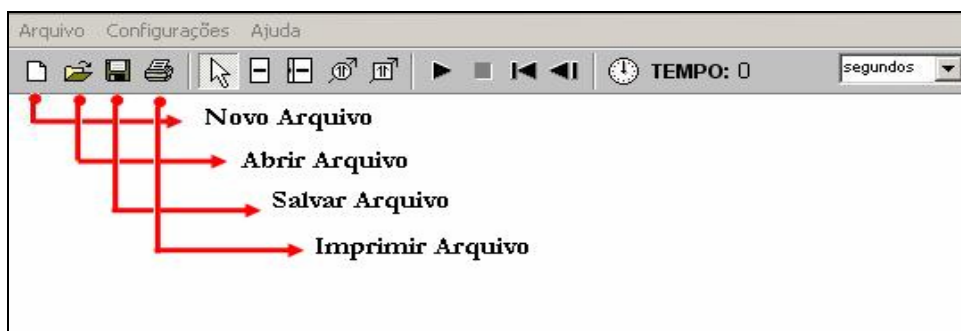 Arquivo Configurações Ajuda
TEMPO: 0 segundos
Novo Arquivo
Abrir Arquivo
Salvar Arquivo
Imprimir Arquivo